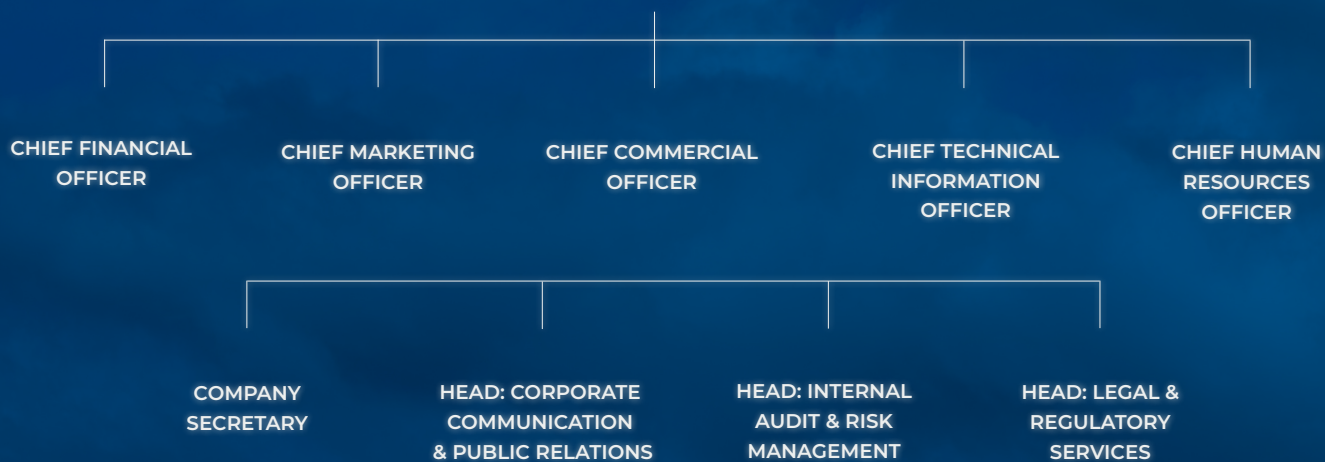 CHIEF FINANCIAL
OFFICER
CHIEF MARKETING
OFFICER
CHIEF COMMERCIAL
OFFICER
CHIEF TECHNICAL
INFORMATION
OFFICER
CHIEF HUMAN
RESOURCES
OFFICER
COMPANY
SECRETARY
HEAD: CORPORATE
COMMUNICATION
& PUBLIC RELATIONS
HEAD: INTERNAL
AUDIT & RISK
MANAGEMENT
HEAD: LEGAL &
REGULATORY
SERVICES